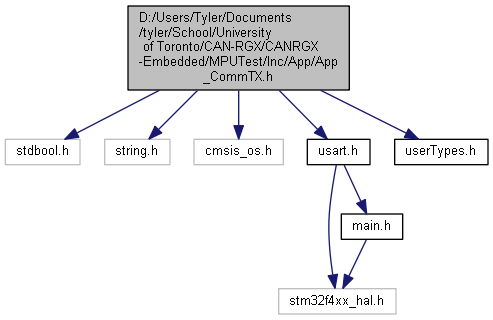 D:/Users/Tyler/Documents
/tyler/School/University
of Toronto/CAN-RGX/CANRGX
-Embedded/MPUTest/Inc/App/App
_CommTX.h
stdbool.h
string.h
cmsis_os.h
usart.h
userTypes.h
main.h
stm32f4xx_hal.h